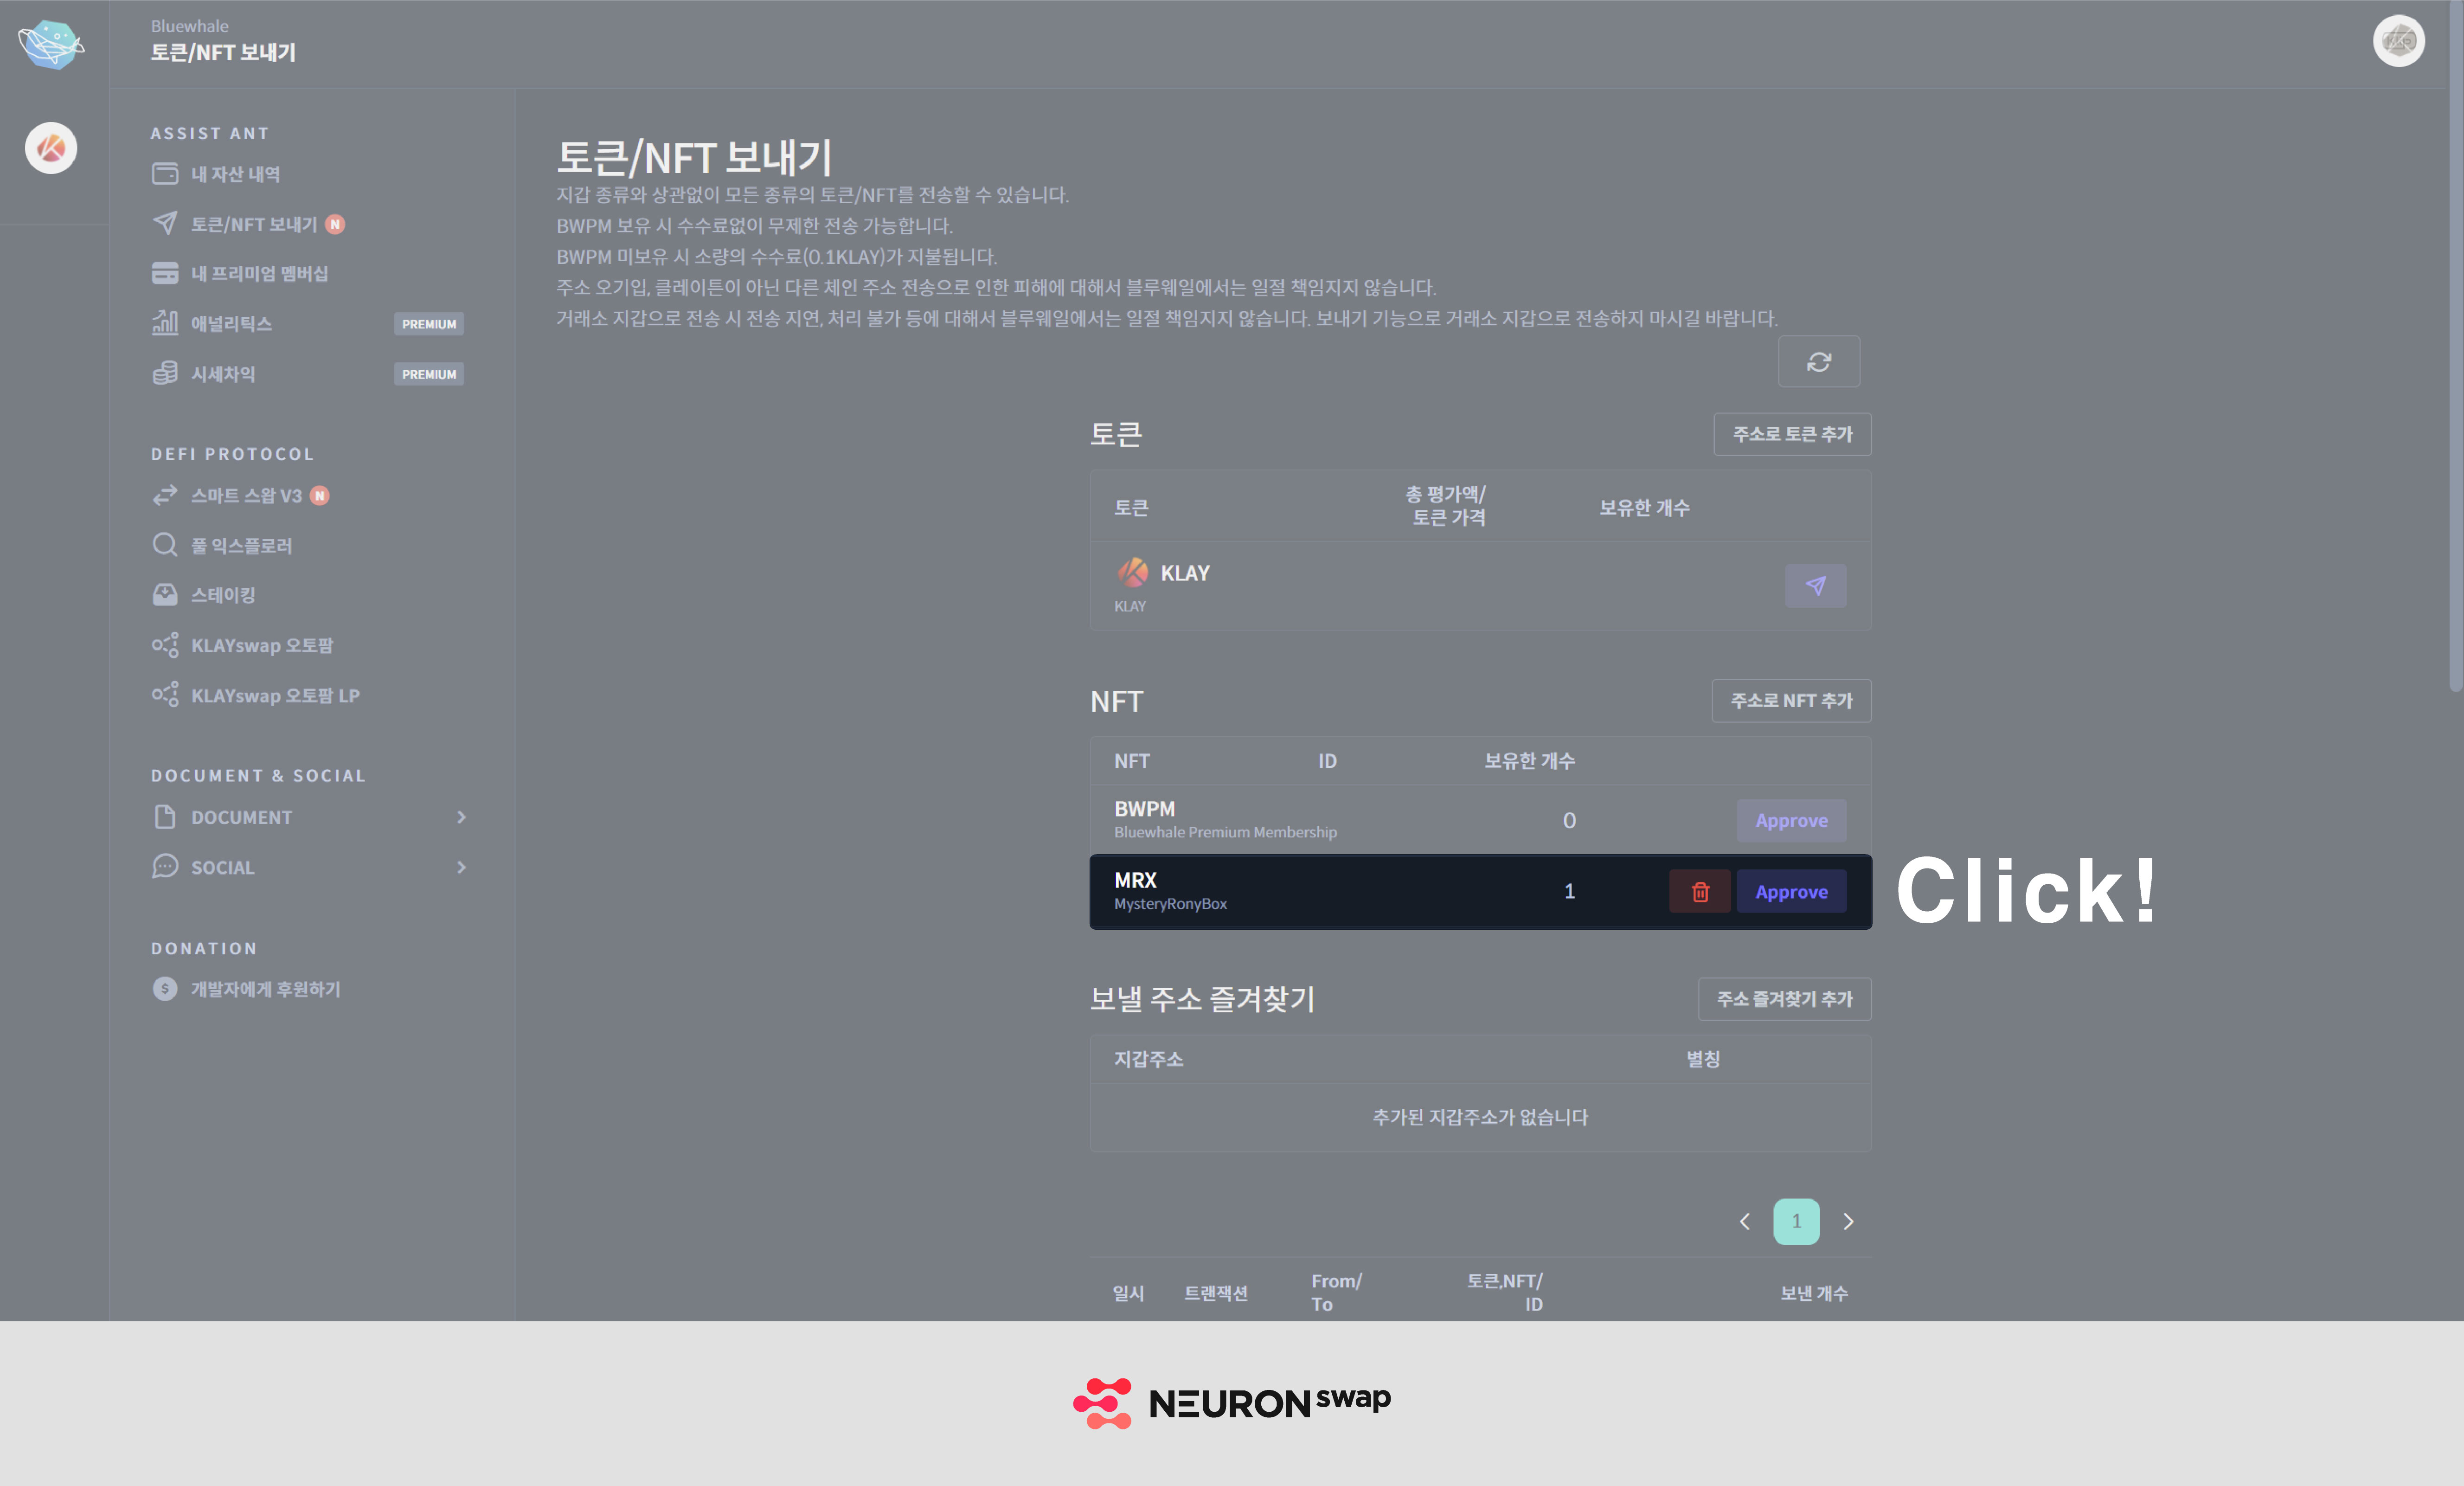 Bluewhale
토큰/NFT 보내기
ASSIST ANT
내 자산 내역
토큰/NFT 보내기 N
내 프리미엄 멤버십
애널리틱스 PREMIUM
시세차익 PREMIUM
DEFI PROTOCOL
스마트 스왑 V3 N
풀 익스플로러
스테이킹
KLAYswap 오토팜
KLAYswap 오토팜 LP
DOCUMENT & SOCIAL
DOCUMENT
SOCIAL
DONATION
개발자에게 후원하기
토큰/NFT 보내기
지갑 종류와 상관없이 모든 종류의 토큰/NFT를 전송할 수 있습니다.
BWPM 보유 시 수수료없이 무제한 전송 가능합니다.
BWPM 미보유 시 소량의 수수료(0.1KLAY)가 지불됩니다.
주소 오기입, 클레이튼이 아닌 다른 체인 주소 전송으로 인한 피해에 대해서 블루웨일에서는 일절 책임지지 않습니다.
거래소 지갑으로 전송 시 전송 지연, 처리 불가 등에 대해서 블루웨일에서는 일절 책임지지 않습니다. 보내기 기능으로 거래소 지갑으로 전송하지 마시길 바랍니다.
토큰 주소로 토큰 추가
토큰 총 평가액/ 보유한 개수
토큰 가격
KLAY
KLAY
NFT 주소로 NFT 추가
NFT ID 보유한 개수
BWPM 0 Approve
Bluewhale Premium Membership
MRX 1 Approve
MysteryRonyBox
Click!
보낼 주소 즐겨찾기 주소 즐겨찾기 추가
지갑주소 별칭
추가된 지갑주소가 없습니다
1
일시 트랜잭션 From/ 토큰,NFT/ 보낸 개수
To ID
NEURON swap